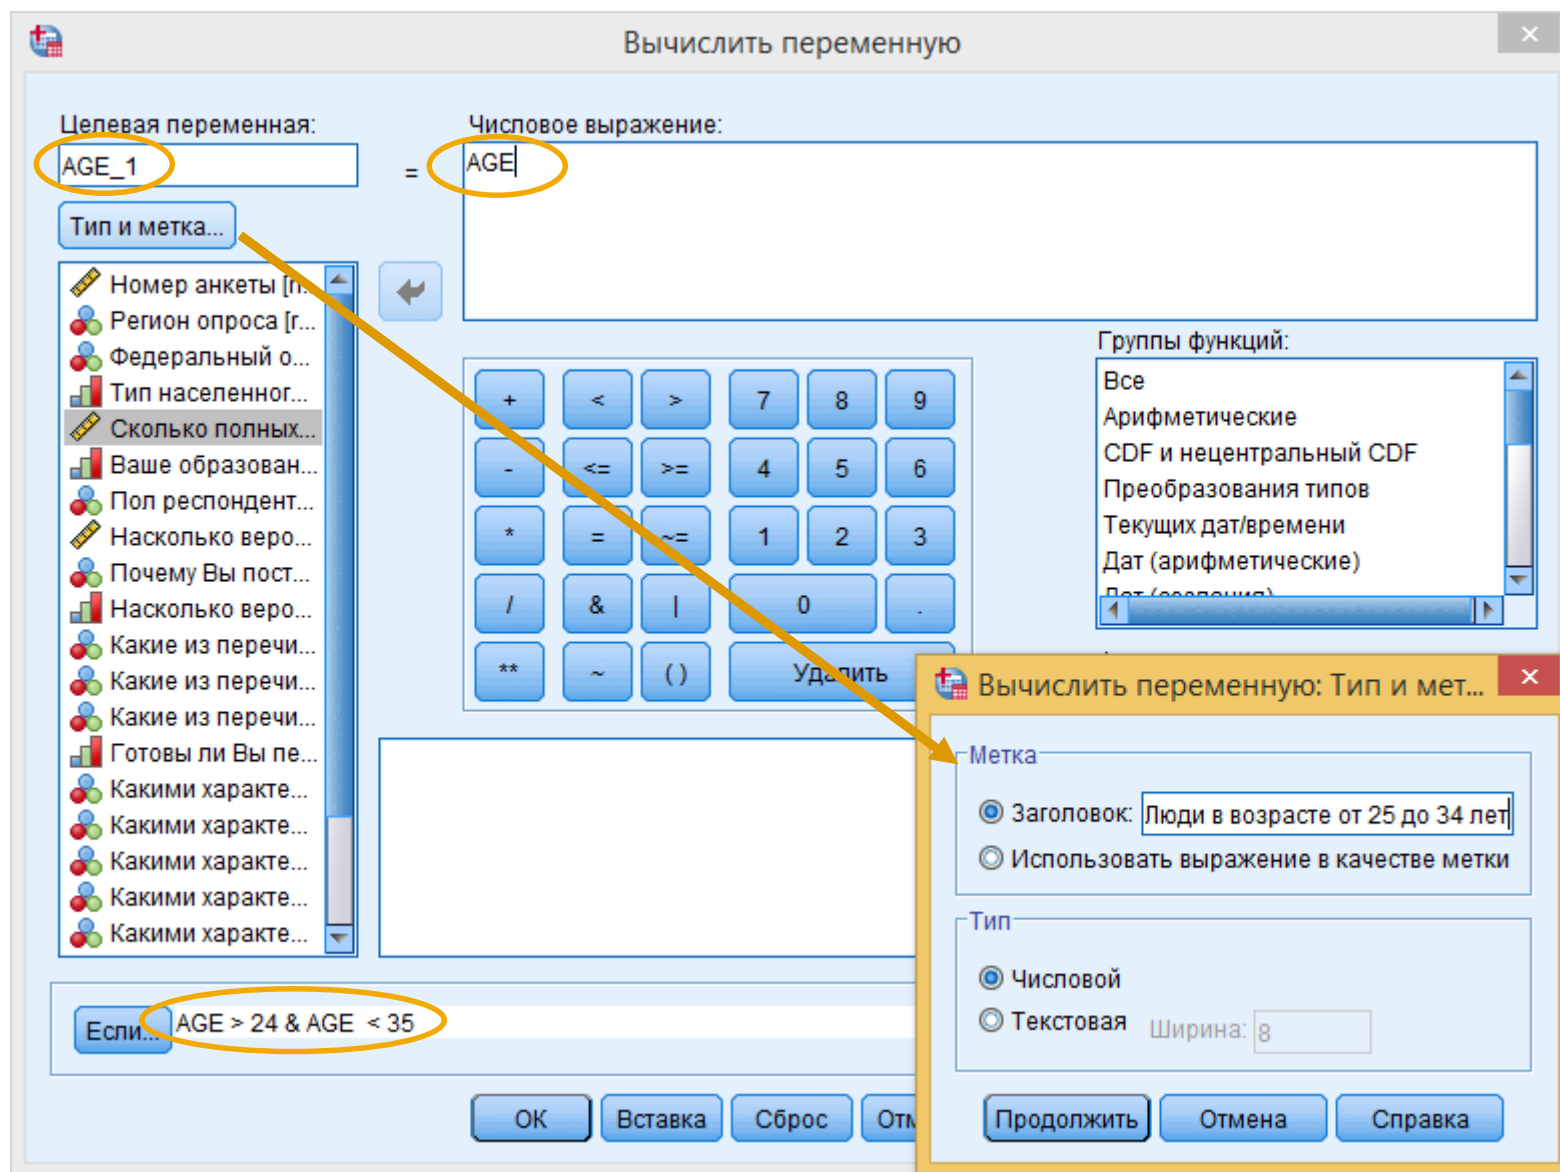 Вычислить переменную
Целевая переменная:
Числовое выражение:
AGE_1
=
AGE
Тип и метка...
Номер анкеты [n...
Регион опроса [r...
Федеральный о...
Тип населенног...
Сколько полных...
Ваше образован...
Пол респондент...
Насколько веро...
Почему Вы пост...
Насколько веро...
Какие из перечи...
Какие из перечи...
Какие из перечи...
Готовы ли Вы пе...
Какими характе...
Какими характе...
Какими характе...
Какими характе...
Какими характе...
+ < > 7 8 9
- <= >= 4 5 6
* = ~= 1 2 3
/ & | 0 .
** ~ ( ) Удалить
Группы функций:
Все
Арифметические
CDF и нецентральный CDF
Преобразования типов
Текущих дат/времени
Дат (арифметические)
Дат (создания)
Если... AGE > 24 & AGE < 35
ОК Вставка Сброс Отм
Вычислить переменную: Тип и мет...
Метка
Заголовок: Люди в возрасте от 25 до 34 лет
Использовать выражение в качестве метки
Тип
Числовой
Текстовая Ширина: 8
Продолжить Отмена Справка